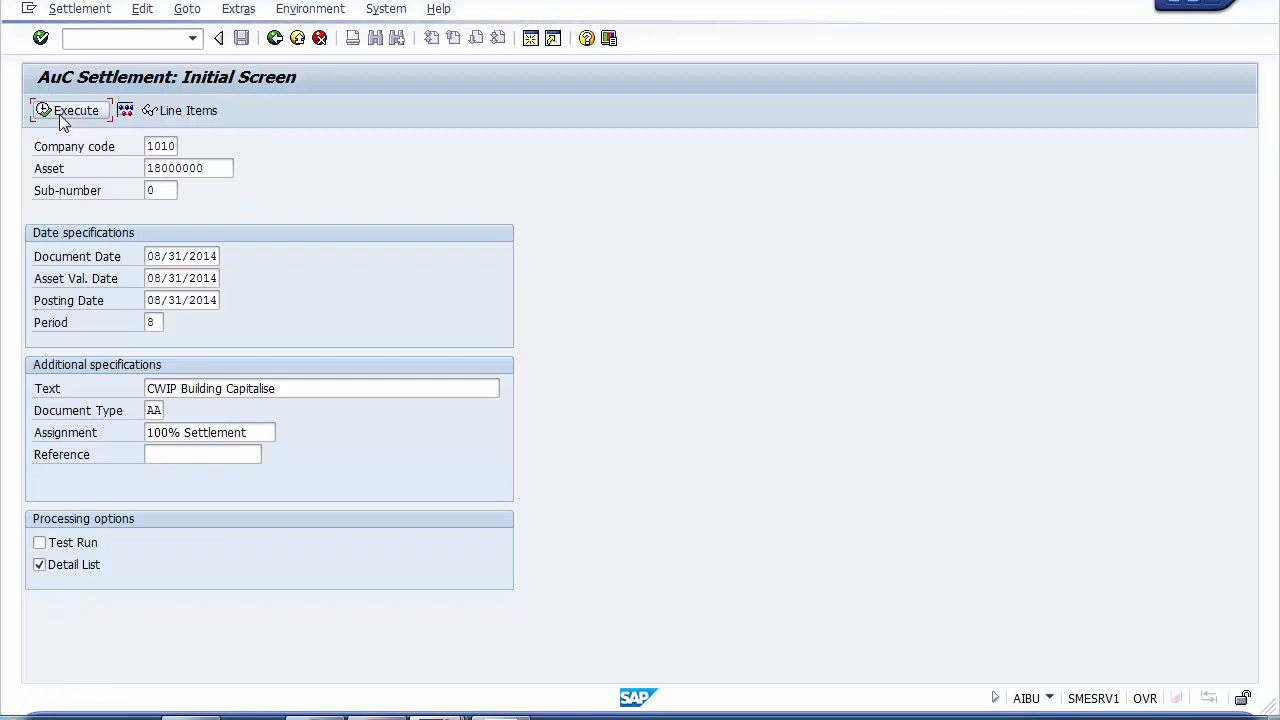 Settlement Edit Goto Extras Environment System Help
AuC Settlement: Initial Screen
Execute Line Items
Company code 1010
Asset 18000000
Sub-number 0
Date specifications
Document Date 08/31/2014
Asset Val. Date 08/31/2014
Posting Date 08/31/2014
Period 8
Additional specifications
Text CWIP Building Capitalise
Document Type AA
Assignment 100% Settlement
Reference
Processing options
Test Run
Detail List
SAP AIBU SMESRV1 OVR